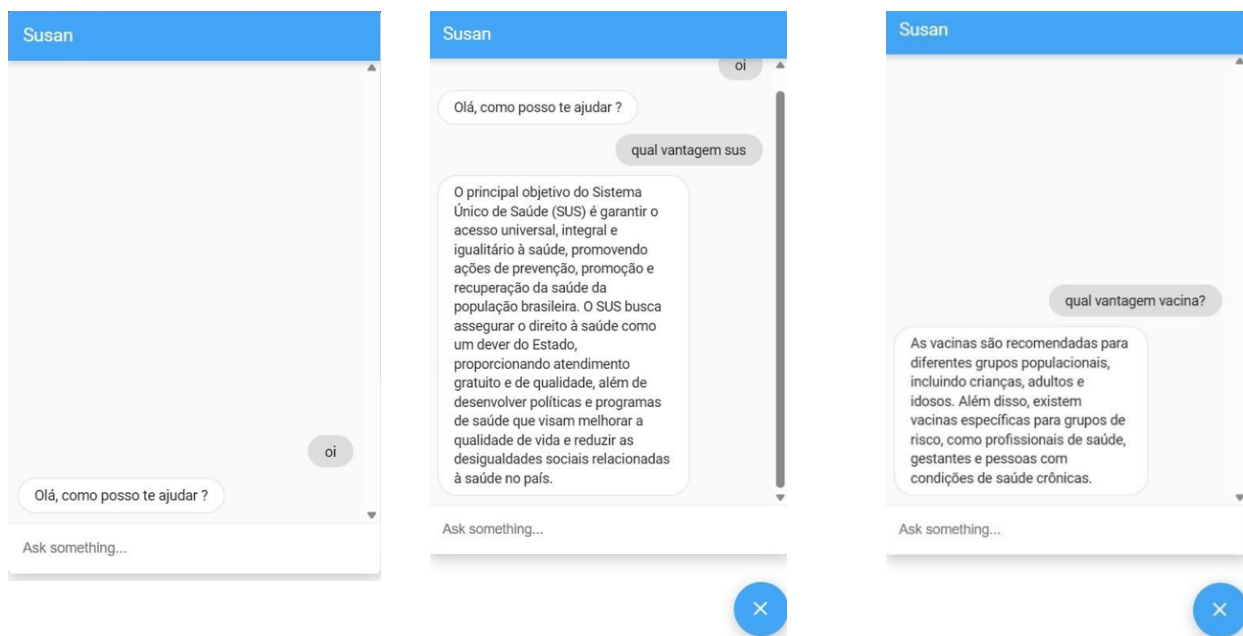 Susan
oi
Olá, como posso te ajudar ?
Ask something...
Susan
oi
Olá, como posso te ajudar ?
qual vantagem sus
O principal objetivo do Sistema
Único de Saúde (SUS) é garantir o
acesso universal, integral e
igualitário à saúde, promovendo
ações de prevenção, promoção e
recuperação da saúde da
população brasileira. O SUS busca
assegurar o direito à saúde como
um dever do Estado,
proporcionando atendimento
gratuito e de qualidade, além de
desenvolver políticas e programas
de saúde que visam melhorar a
qualidade de vida e reduzir as
desigualdades sociais relacionadas
à saúde no país.
Ask something...
Susan
qual vantagem vacina?
As vacinas são recomendadas para
diferentes grupos populacionais,
incluindo crianças, adultos e
idosos. Além disso, existem
vacinas específicas para grupos de
risco, como profissionais de saúde,
gestantes e pessoas com
condições de saúde crônicas.
Ask something...